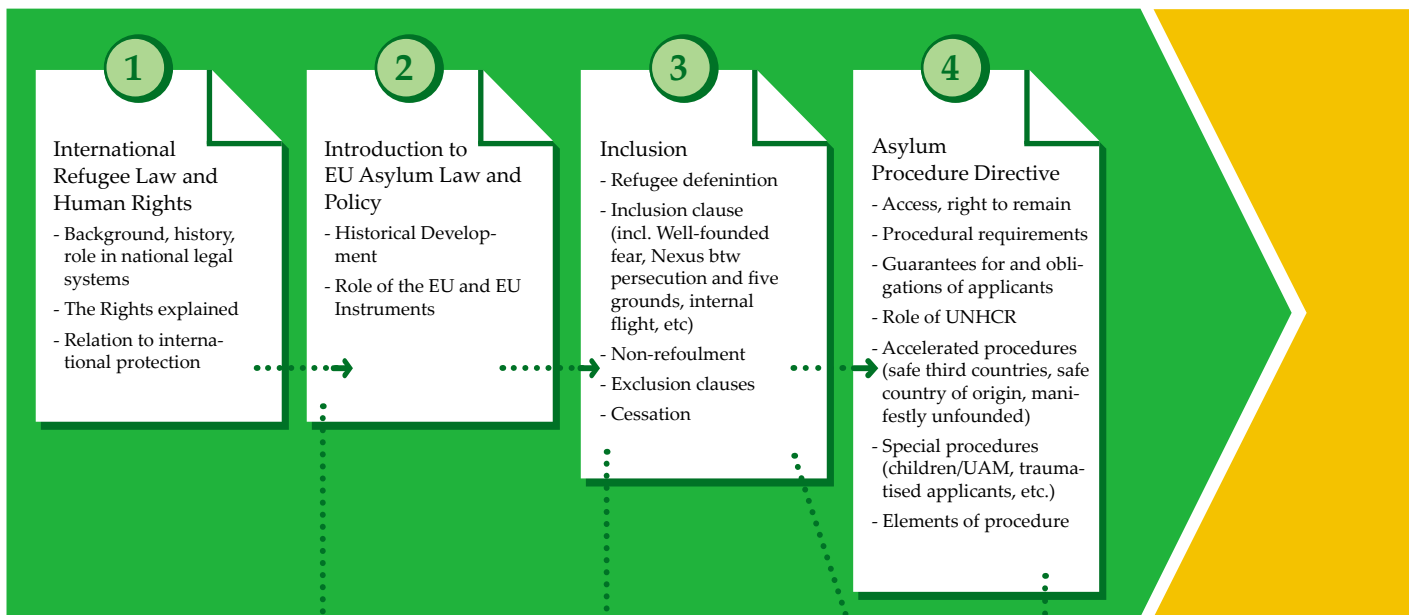 1
International
Refugee Law and
Human Rights
- Background, history,
role in national legal
systems
- The Rights explained
- Relation to interna-
tional protection
2
Introduction to
EU Asylum Law and
Policy
- Historical Develop-
ment
- Role of the EU and EU
Instruments
3
Inclusion
- Refugee defenintion
- Inclusion clause
(incl. Well-founded
fear, Nexus btw
persecution and five
grounds, internal
flight, etc)
- Non-refoulment
- Exclusion clauses
- Cessation
4
Asylum
Procedure Directive
- Access, right to remain
- Procedural requirements
- Guarantees for and obli-
gations of applicants
- Role of UNHCR
- Accelerated procedures
(safe third countries, safe
country of origin, mani-
festly unfounded)
- Special procedures
(children/UAM, trauma-
tised applicants, etc.)
- Elements of procedure